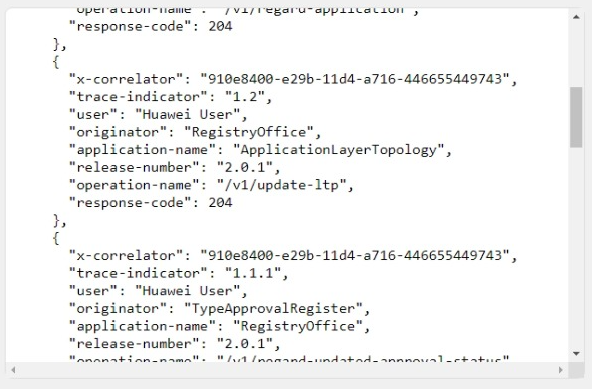 "operation-name": "/v1/regard-application",
"response-code": 204
},
{
"x-correlator": "910e8400-e29b-11d4-a716-446655449743",
"trace-indicator": "1.2",
"user": "Huawei User",
"originator": "RegistryOffice",
"application-name": "ApplicationLayerTopology",
"release-number": "2.0.1",
"operation-name": "/v1/update-ltp",
"response-code": 204
},
{
"x-correlator": "910e8400-e29b-11d4-a716-446655449743",
"trace-indicator": "1.1.1",
"user": "Huawei User",
"originator": "TypeApprovalRegister",
"application-name": "RegistryOffice",
"release-number": "2.0.1",
"operation-name": "/v1/regard-updated-approval-status"